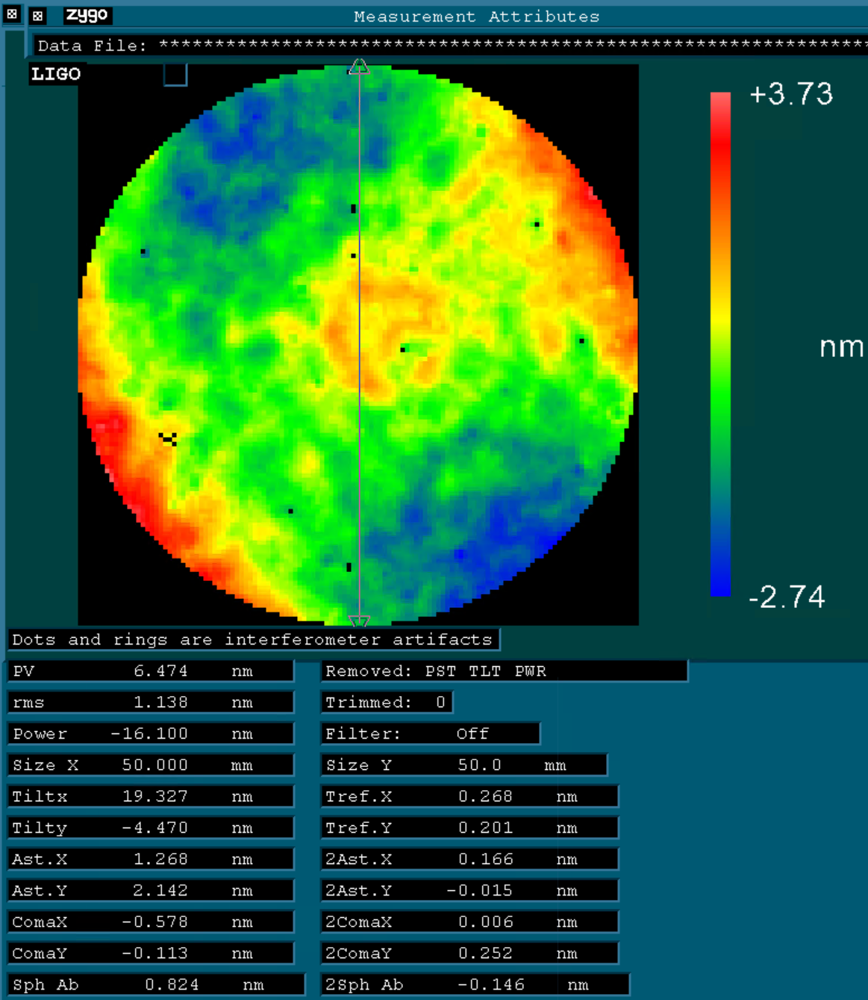 zygo Measurement Attributes
Data File: ****************************************************************
LIGO
+3.73
nm
-2.74
Dots and rings are interferometer artifacts
PV 6.474 nm Removed: PST TLT PWR
rms 1.138 nm Trimmed: 0
Power -16.100 nm Filter: Off
Size X 50.000 mm Size Y 50.0 mm
Tiltx 19.327 nm Tref.X 0.268 nm
Tilty -4.470 nm Tref.Y 0.201 nm
Ast.X 1.268 nm 2Ast.X 0.166 nm
Ast.Y 2.142 nm 2Ast.Y -0.015 nm
ComaX -0.578 nm 2ComaX 0.006 nm
ComaY -0.113 nm 2ComaY 0.252 nm
Sph Ab 0.824 nm 2Sph Ab -0.146 nm